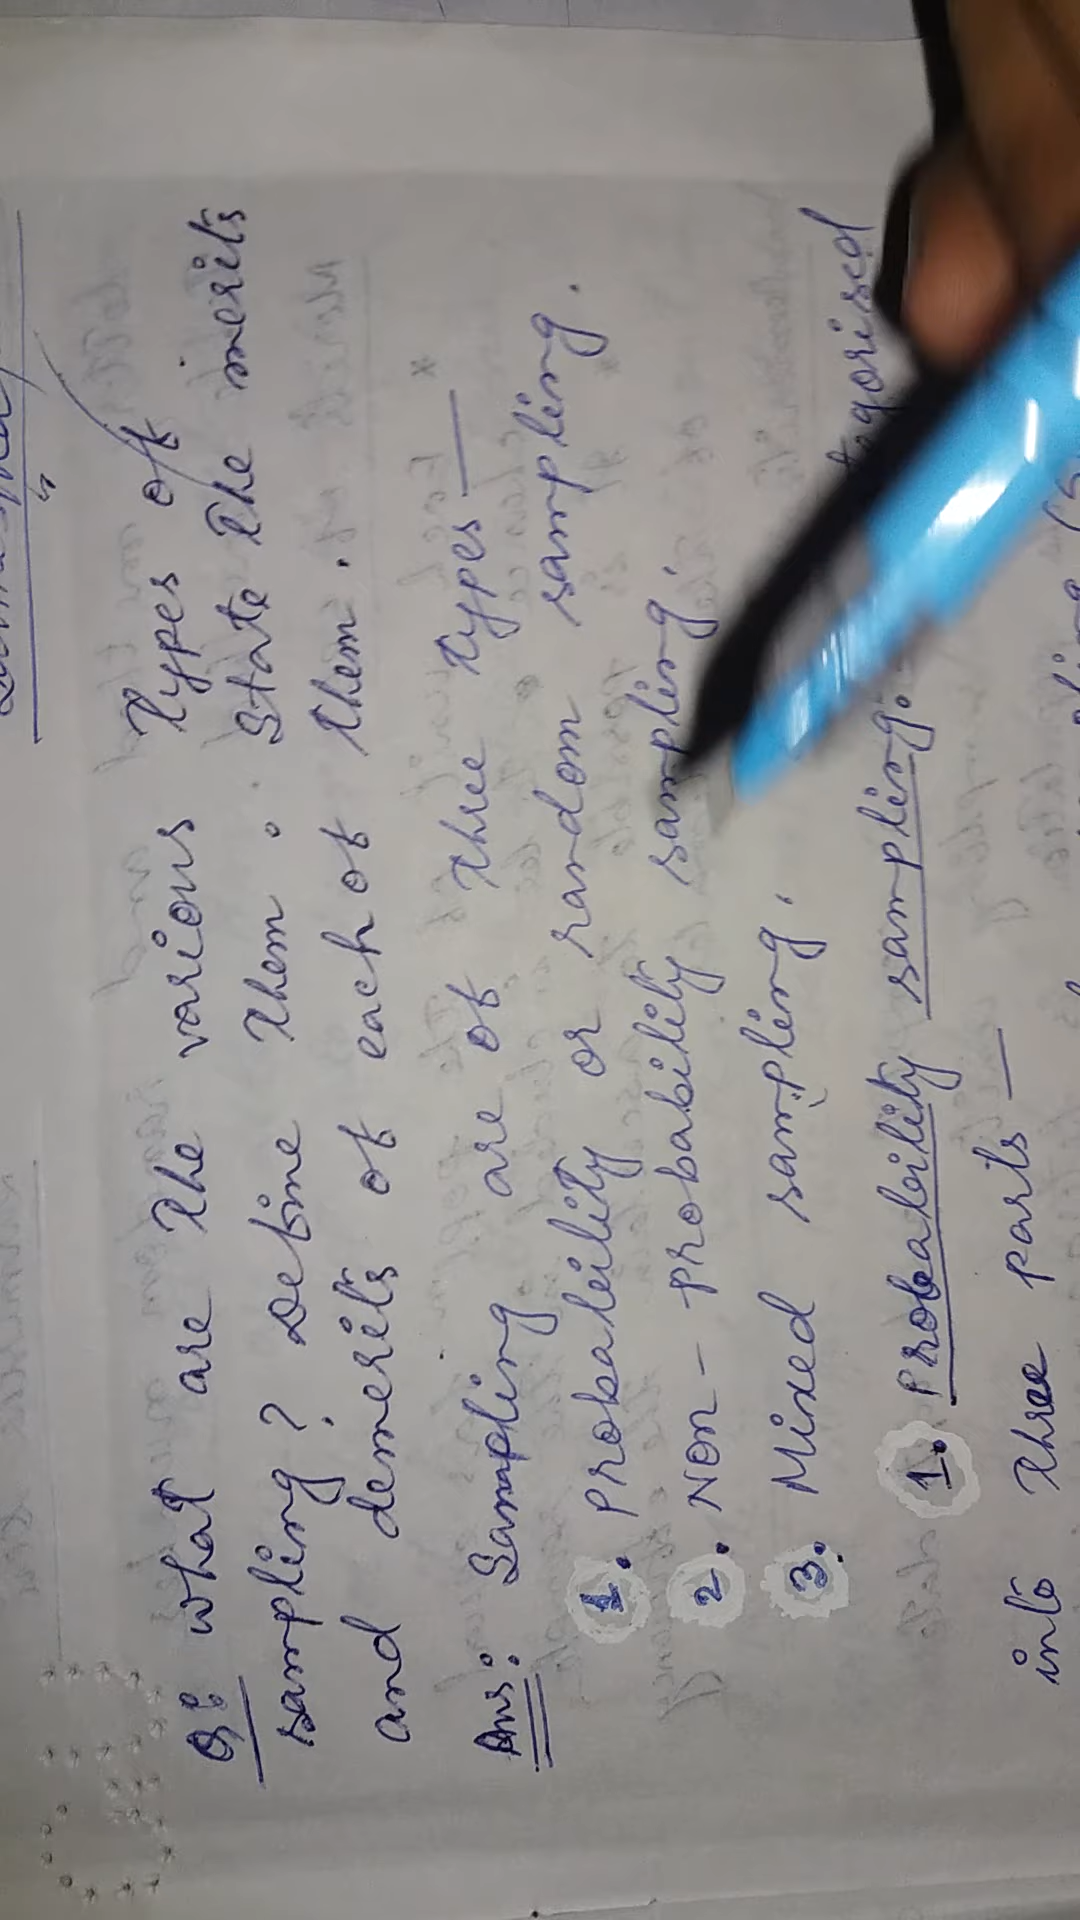 Q: What are the various types of
sampling? Define them. State the merits
and demerits of each of them.
Ans: Sampling are of three types —
1. Probability or random sampling.
2. Non - probability sampling
3. Mixed sampling.
1. Probability sampling:
into three parts —